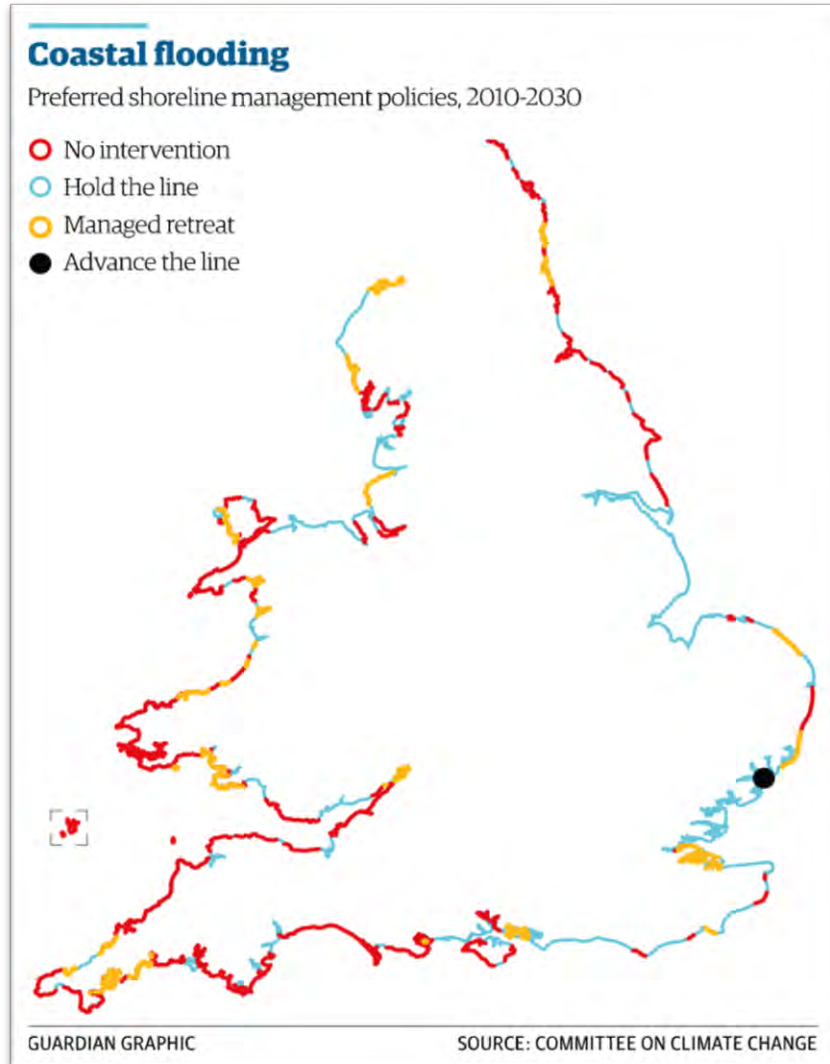 Coastal flooding
Preferred shoreline management policies, 2010-2030
No intervention
Hold the line
Managed retreat
Advance the line
GUARDIAN GRAPHIC
SOURCE: COMMITTEE ON CLIMATE CHANGE